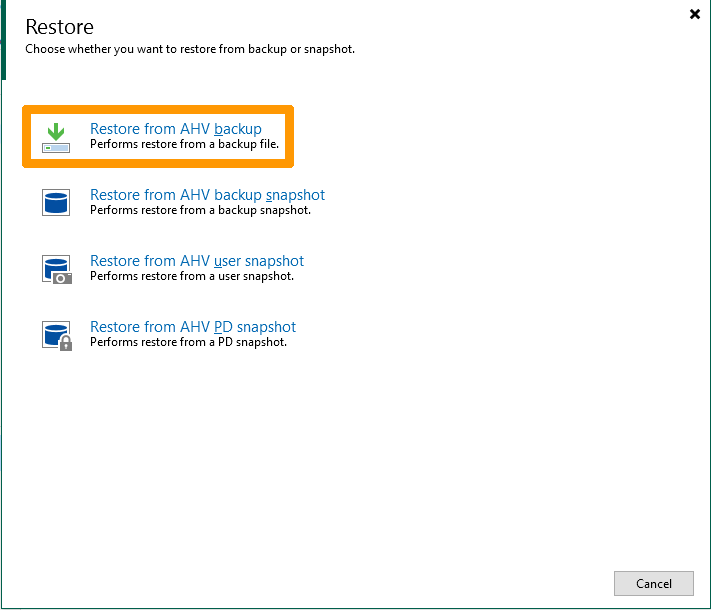 Restore
Choose whether you want to restore from backup or snapshot.
Restore from AHV backup
Performs restore from a backup file.
Restore from AHV backup snapshot
Performs restore from a backup snapshot.
Restore from AHV user snapshot
Performs restore from a user snapshot.
Restore from AHV PD snapshot
Performs restore from a PD snapshot.
Cancel